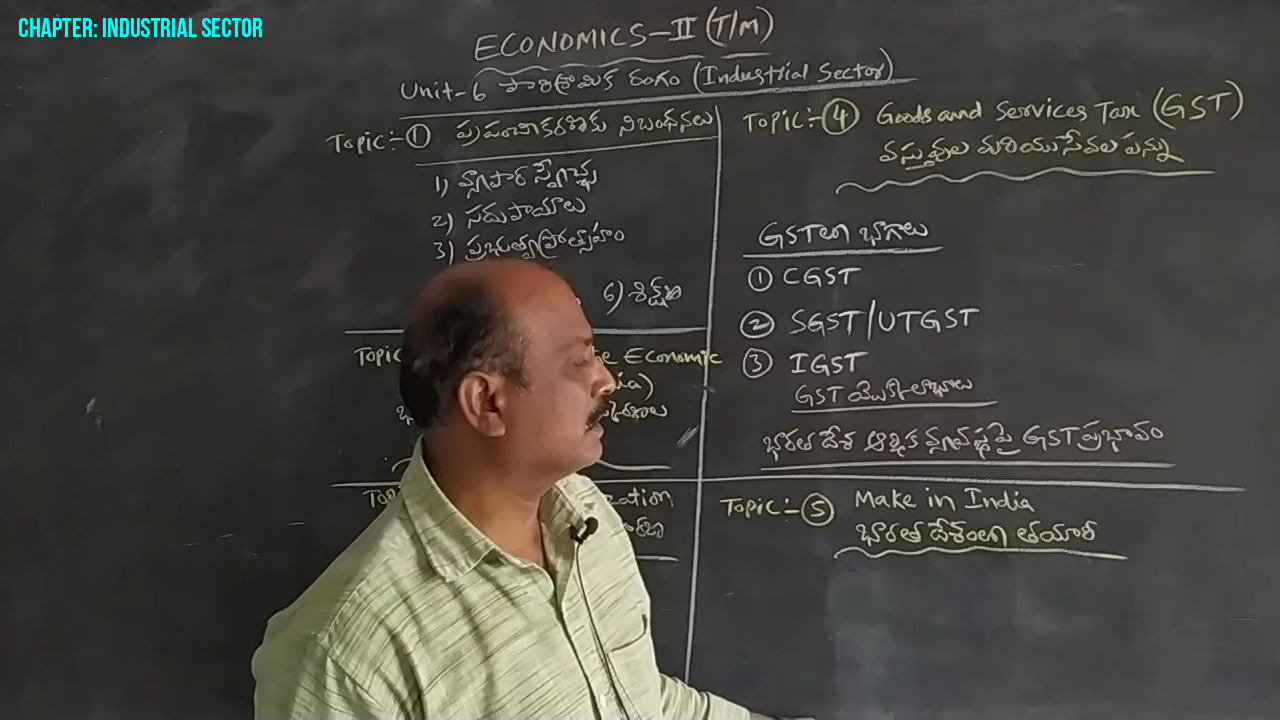 CHAPTER: INDUSTRIAL SECTOR
ECONOMICS-II (T/M)
Unit-6 పారిశ్రామిక రంగం (Industrial Sector)
Topic:-① ప్రపంచీకరణకు నిబంధనలు
1) వ్యాపార స్వేచ్ఛ
2) సదుపాయాలు
3) ప్రభుత్వ ప్రోత్సాహం
6) శిక్షణ
Topic
Economic
Topic:-④ Goods and Services Tax (GST)
వస్తువుల మరియు సేవల పన్ను
GSTలో భాగాలు
① CGST
② SGST/UTGST
③ IGST
GST యొక్క లాభాలు
భారత దేశ ఆర్థిక వ్యవస్థపై GST ప్రభావం
Topic:-⑤ Make in India
భారత దేశంలో తయారీ